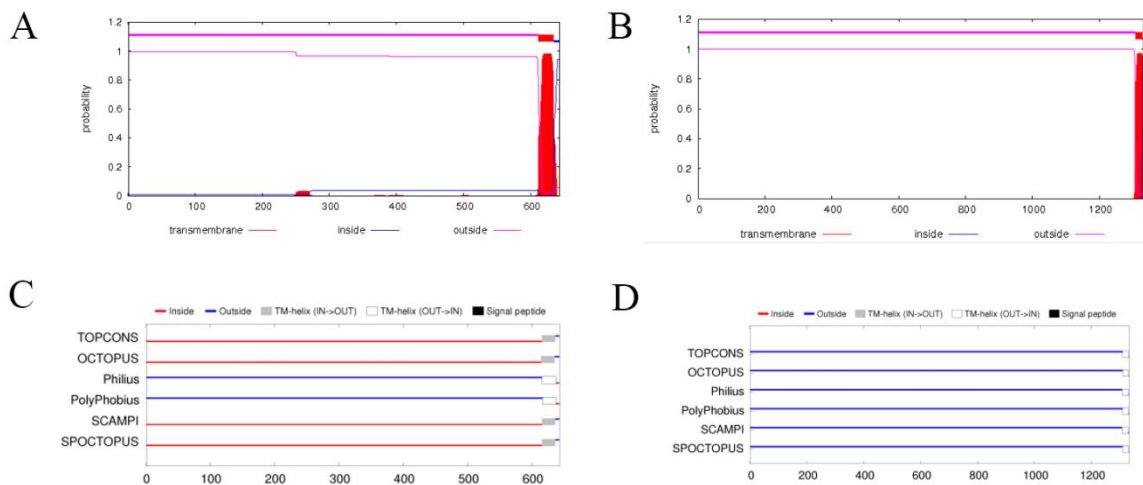 A
1.2
1
0.8
0.6
0.4
0.2
0
probability
0 100 200 300 400 500 600
transmembrane inside outside
B
1.2
1
0.8
0.6
0.4
0.2
0
probability
0 200 400 600 800 1000 1200
transmembrane inside outside
C
Inside Outside TM-helix (IN->OUT) TM-helix (OUT->IN) Signal peptide
TOPCONS
OCTOPUS
Philius
PolyPhobius
SCAMPI
SPOCTOPUS
0 100 200 300 400 500 600
D
Inside Outside TM-helix (IN->OUT) TM-helix (OUT->IN) Signal peptide
TOPCONS
OCTOPUS
Philius
PolyPhobius
SCAMPI
SPOCTOPUS
0 200 400 600 800 1000 1200